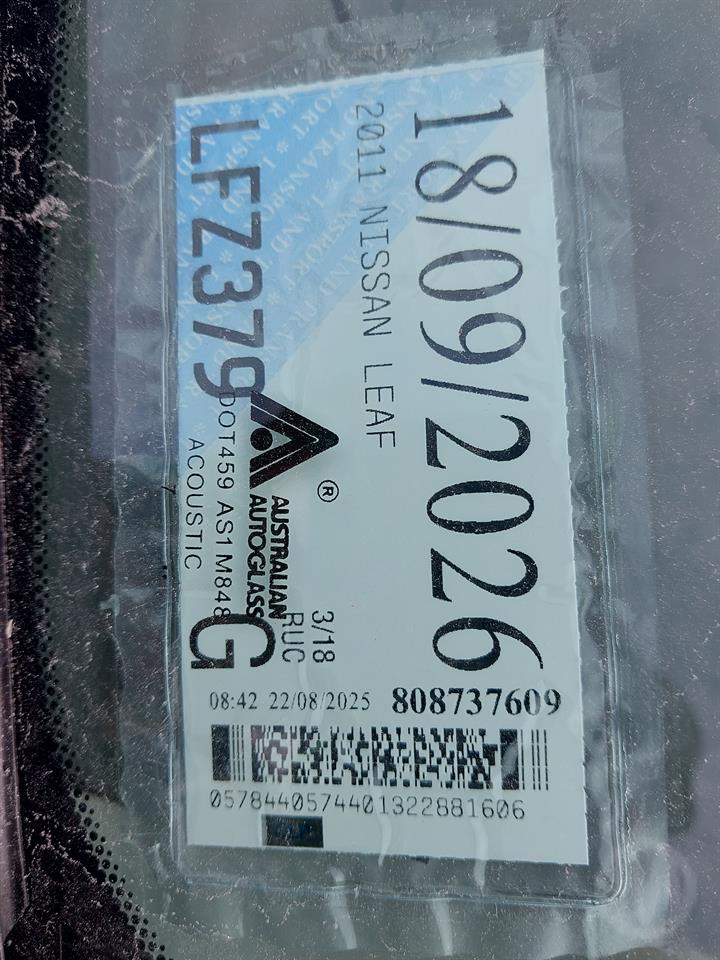 18/09/2026
2011 NISSAN LEAF
LFZ379
®
AUSTRALIAN
AUTOGLASS
DOT459 AS1 M848
ACOUSTIC
3/18
RUC
G
08:42 22/08/2025 808737609
0578440574401322881606